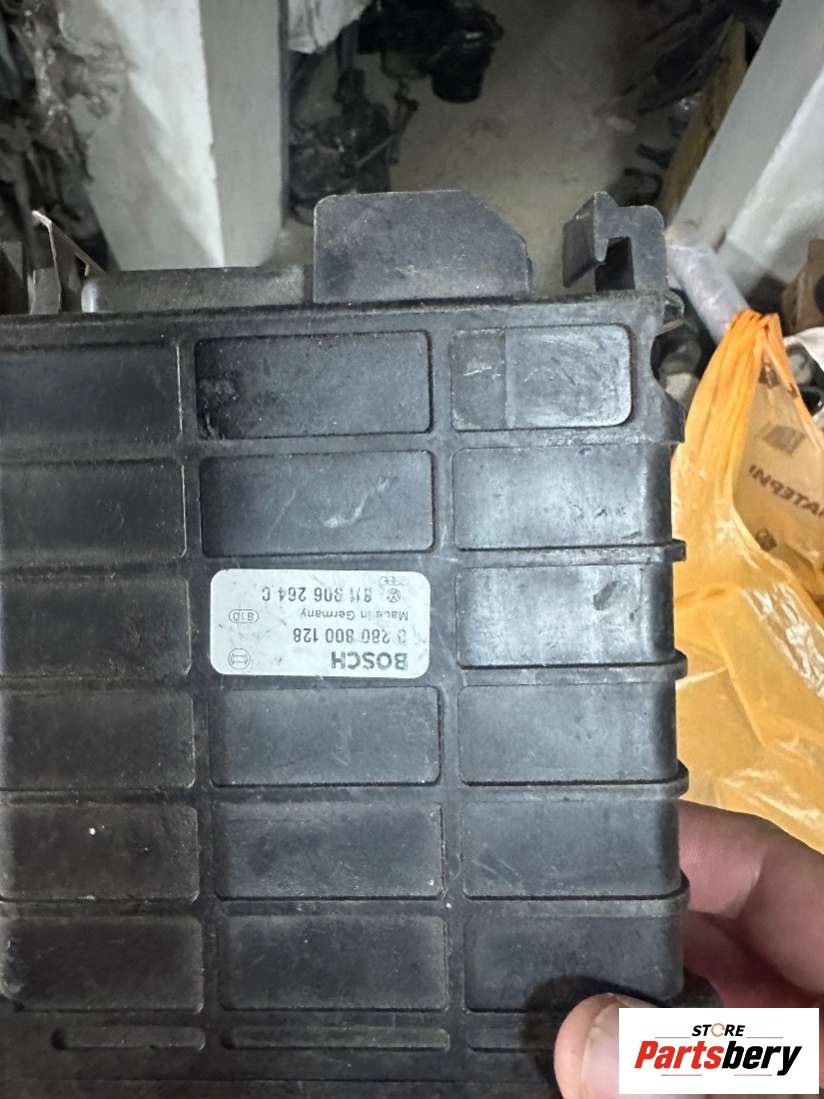 BOSCH
0 280 800 128
Made in Germany
810
811 906 264 C
STORE
Partsbery